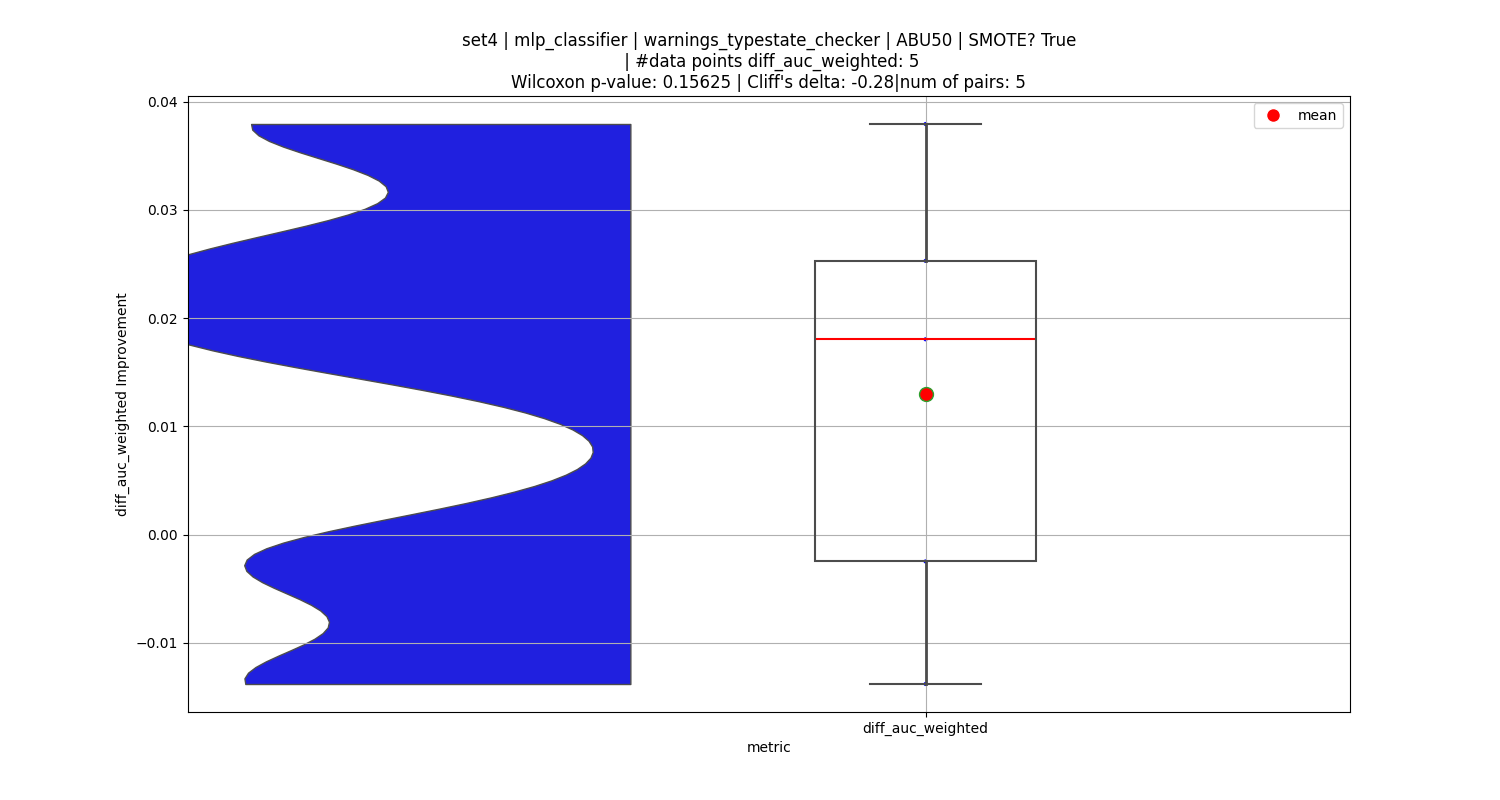 set4 | mlp_classifier | warnings_typestate_checker | ABU50 | SMOTE? True
| #data points diff_auc_weighted: 5
Wilcoxon p-value: 0.15625 | Cliff's delta: -0.28|num of pairs: 5
mean
0.04
0.03
0.02
0.01
0.00
−0.01
diff_auc_weighted Improvement
diff_auc_weighted
metric